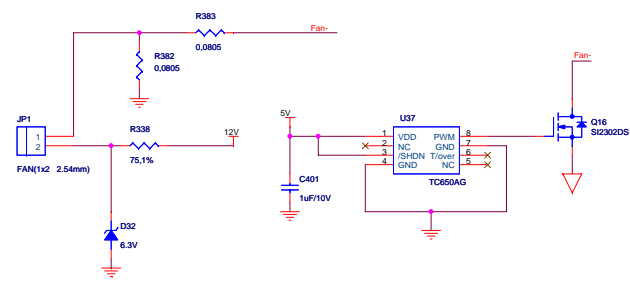 R383
0,0805
Fan-
R382
0,0805
Fan-
JP1
1
2
FAN(1x2 2.54mm)
R338
75,1%
12V
5V
U37
1 VDD PWM 8
2 NC GND 7
3 /SHDN T/over 6
4 GND NC 5
TC650AG
Q16
SI2302DS
C401
1uF/10V
D32
6.3V